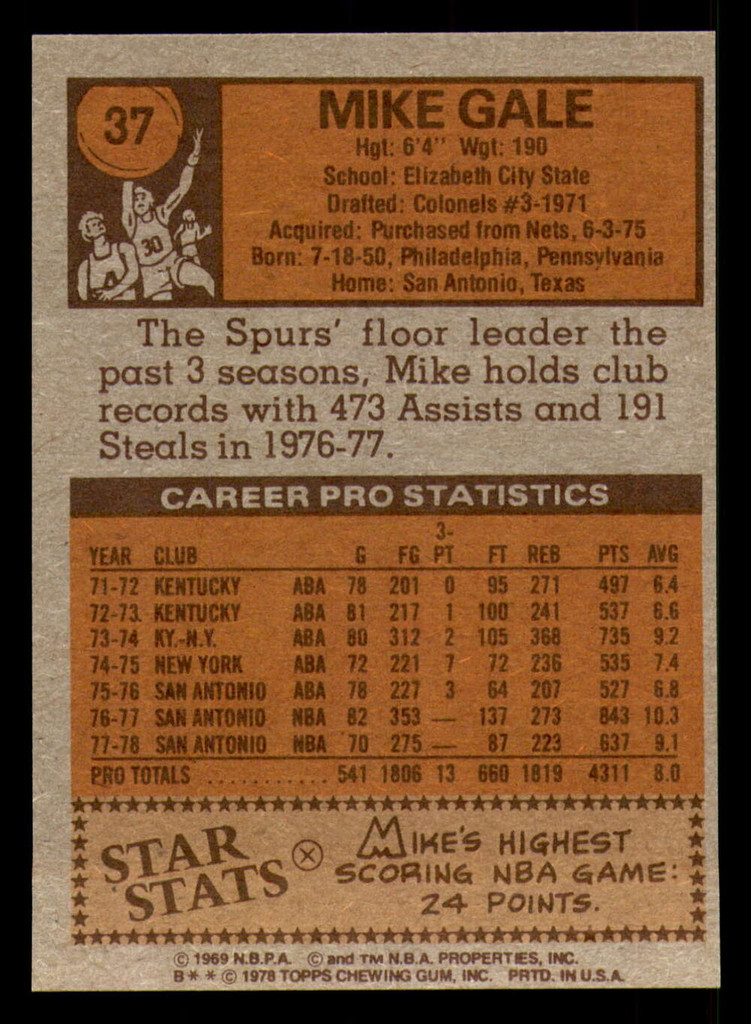 37
MIKE GALE
Hgt: 6'4" Wgt: 190
School: Elizabeth City State
Drafted: Colonels #3-1971
Acquired: Purchased from Nets, 6-3-75
Born: 7-18-50, Philadelphia, Pennsylvania
Home: San Antonio, Texas
30
The Spurs' floor leader the
past 3 seasons, Mike holds club
records with 473 Assists and 191
Steals in 1976-77.
CAREER PRO STATISTICS
YEAR CLUB G FG 3-PT FT REB PTS AVG
71-72 KENTUCKY ABA 78 201 0 95 271 497 6.4
72-73 KENTUCKY ABA 81 217 1 100 241 537 6.6
73-74 KY.-N.Y. ABA 80 312 2 105 368 735 9.2
74-75 NEW YORK ABA 72 221 7 72 236 535 7.4
75-76 SAN ANTONIO ABA 78 227 3 64 207 527 6.8
76-77 SAN ANTONIO NBA 82 353 — 137 273 843 10.3
77-78 SAN ANTONIO NBA 70 275 — 87 223 637 9.1
PRO TOTALS ........... 541 1806 13 660 1819 4311 8.0
STAR STATS
MIKE'S HIGHEST
SCORING NBA GAME:
24 POINTS.
© 1969 N.B.P.A. © and TM N.B.A. PROPERTIES, INC.
B * * © 1978 TOPPS CHEWING GUM, INC. PRTD. IN U.S.A.